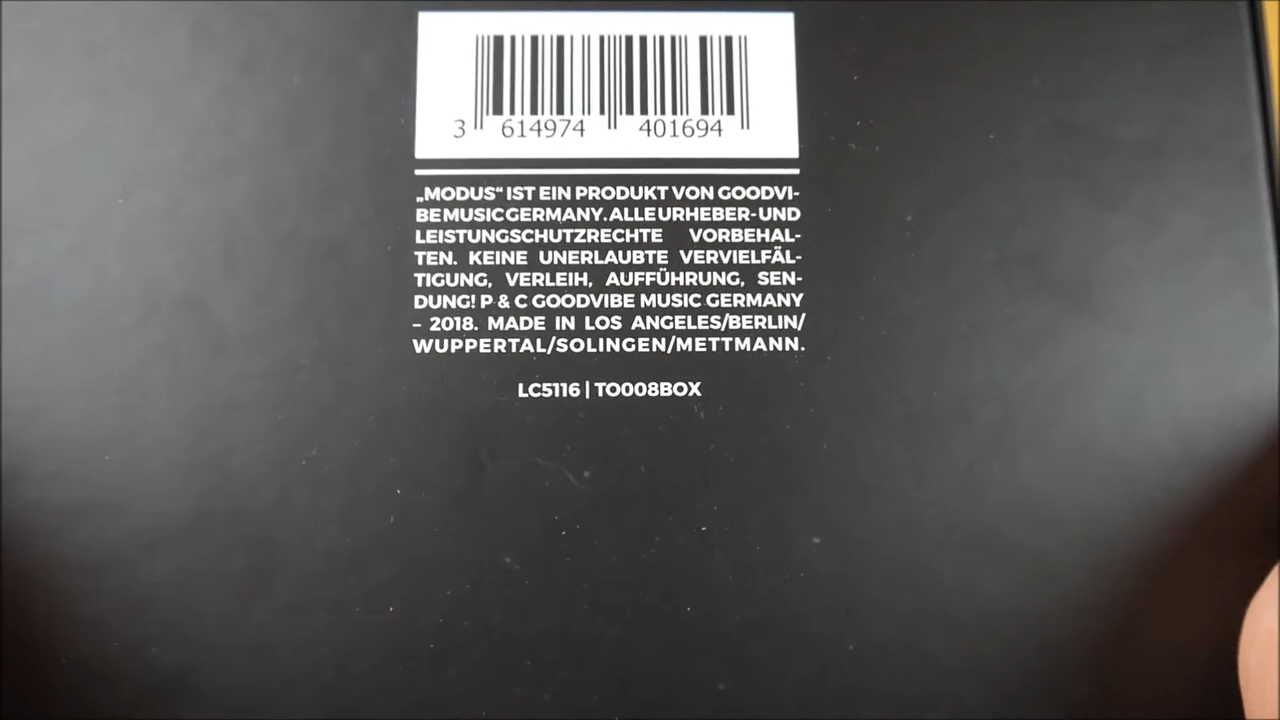 3 614974 401694
„MODUS“ IST EIN PRODUKT VON GOODVI-
BE MUSIC GERMANY. ALLE URHEBER- UND
LEISTUNGSCHUTZRECHTE VORBEHAL-
TEN. KEINE UNERLAUBTE VERVIELFÄL-
TIGUNG, VERLEIH, AUFFÜHRUNG, SEN-
DUNG! P & C GOODVIBE MUSIC GERMANY
– 2018. MADE IN LOS ANGELES/BERLIN/
WUPPERTAL/SOLINGEN/METTMANN.
LC5116 | TO008BOX